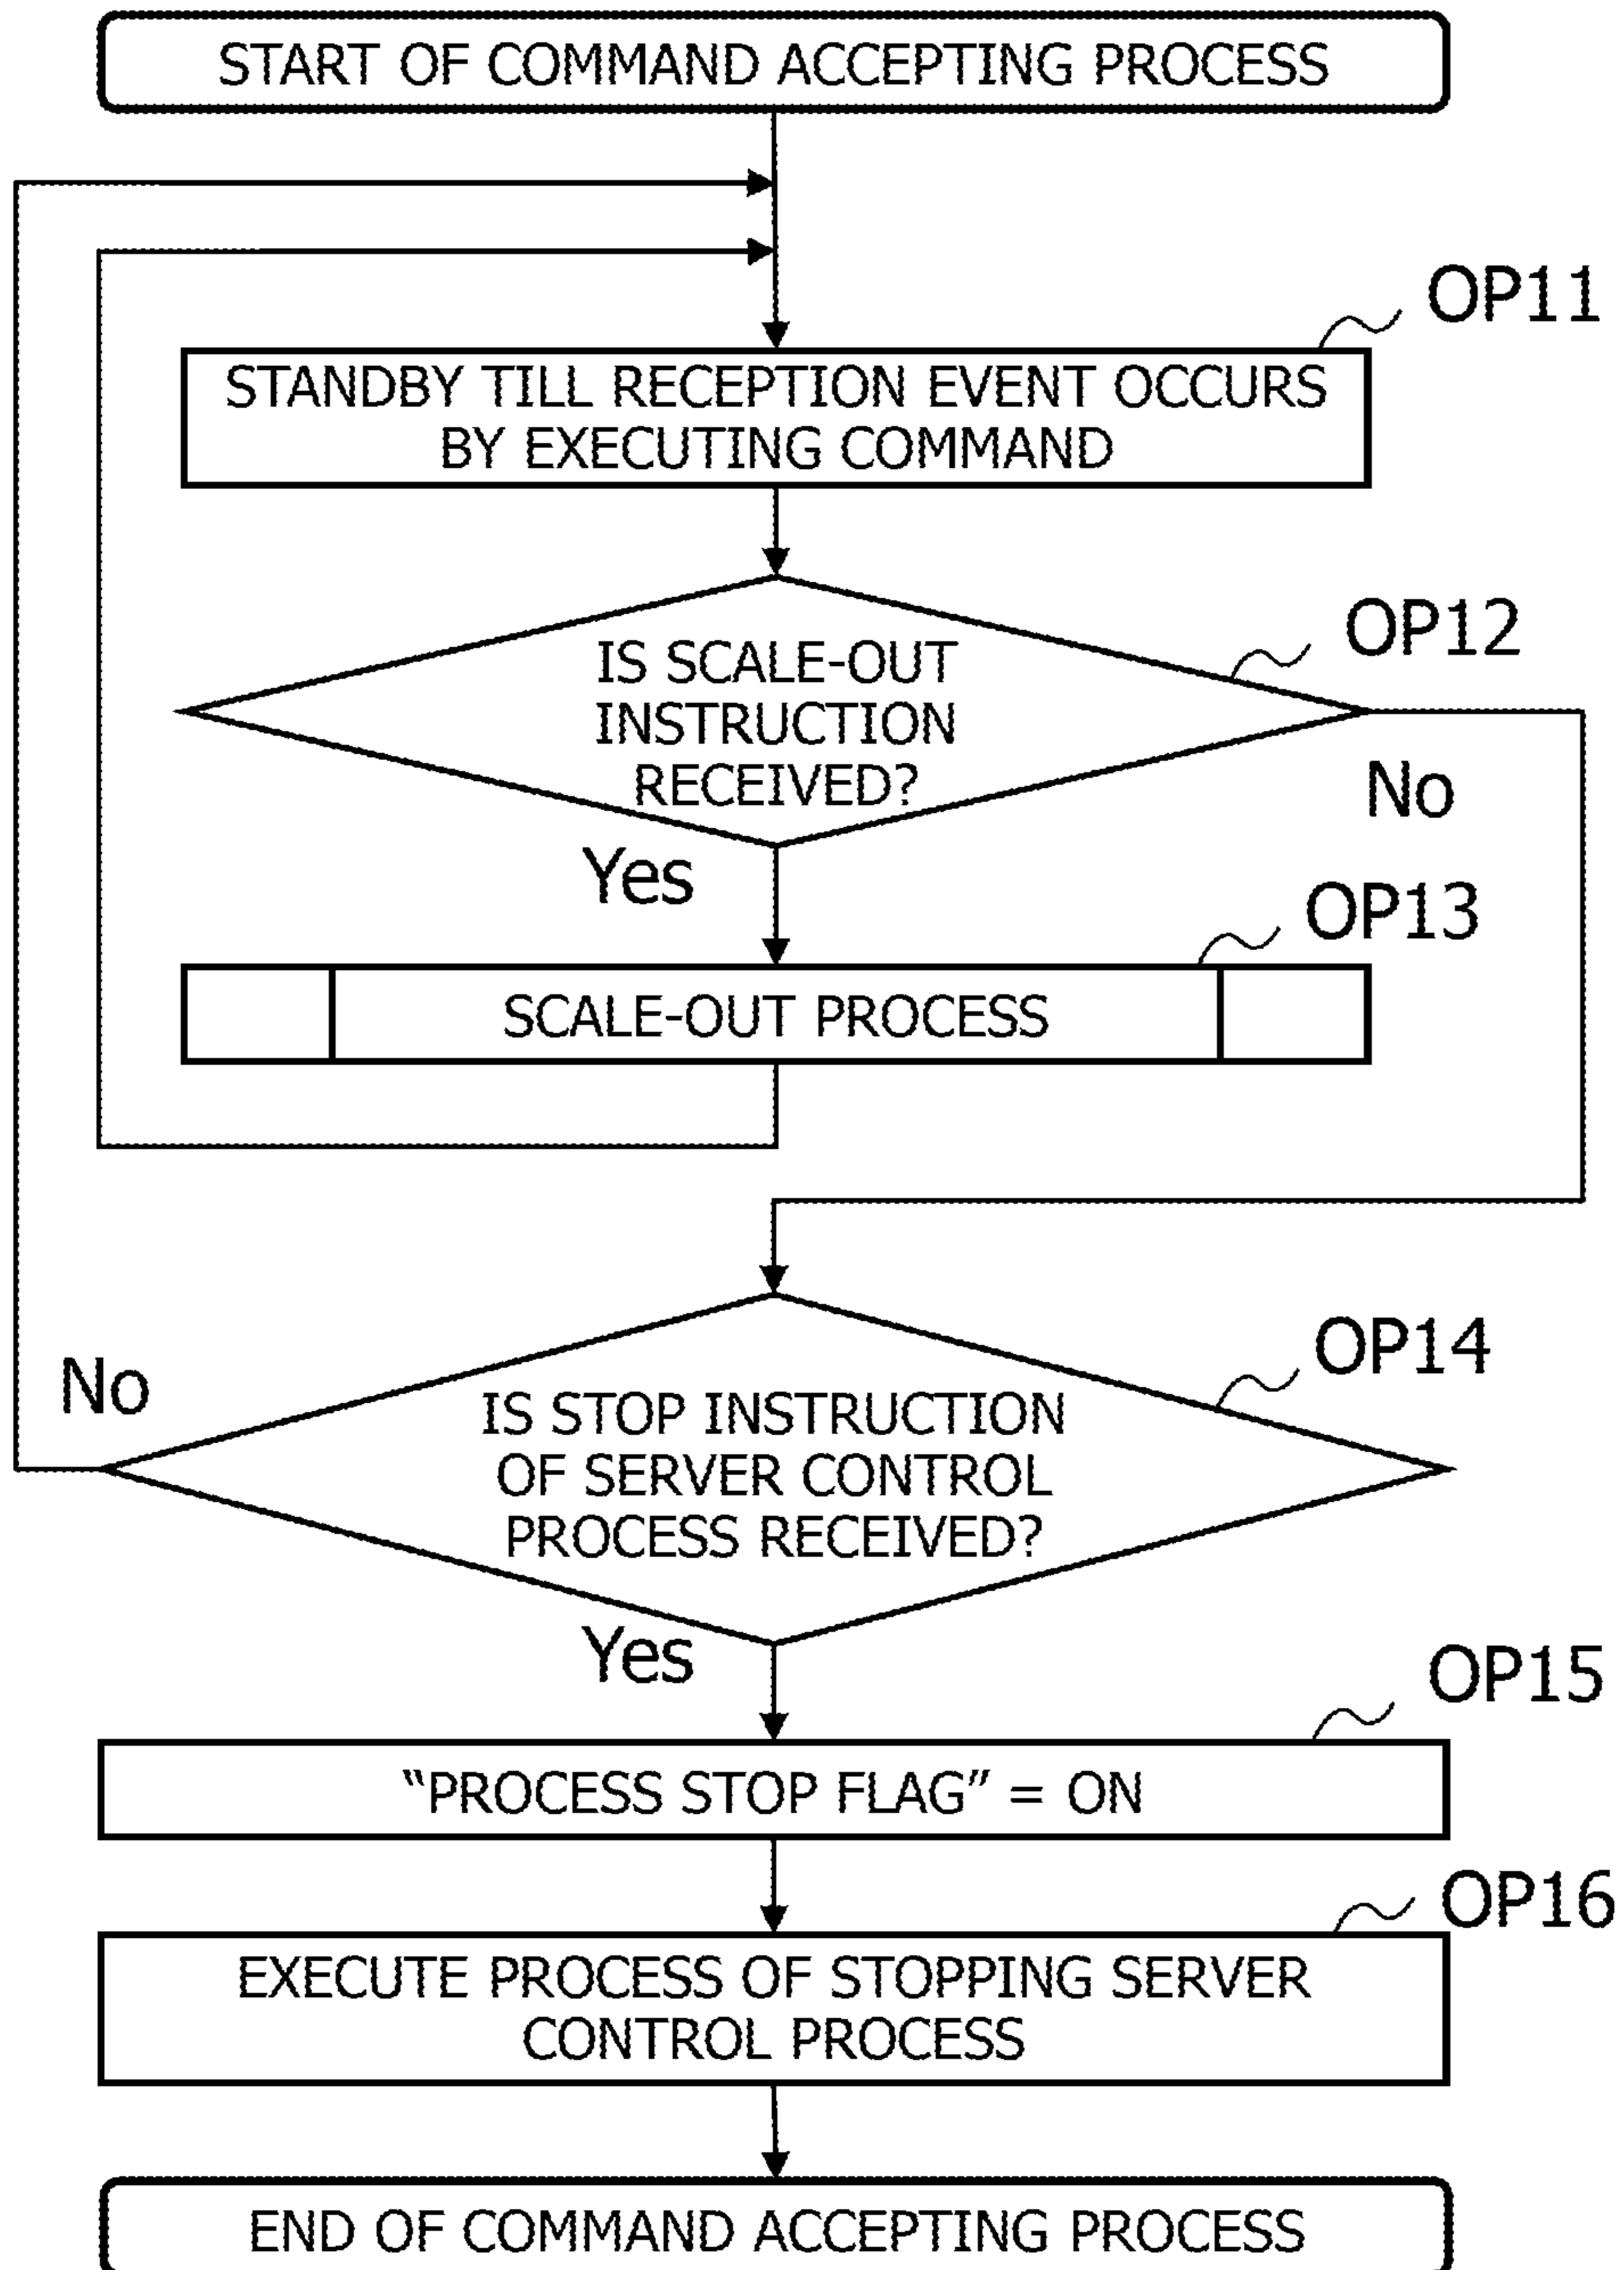 START OF COMMAND ACCEPTING PROCESS
OP11
STANDBY TILL RECEPTION EVENT OCCURS
BY EXECUTING COMMAND
OP12
IS SCALE-OUT
INSTRUCTION
RECEIVED?
No
Yes
OP13
SCALE-OUT PROCESS
OP14
No
IS STOP INSTRUCTION
OF SERVER CONTROL
PROCESS RECEIVED?
Yes
OP15
“PROCESS STOP FLAG” = ON
OP16
EXECUTE PROCESS OF STOPPING SERVER
CONTROL PROCESS
END OF COMMAND ACCEPTING PROCESS